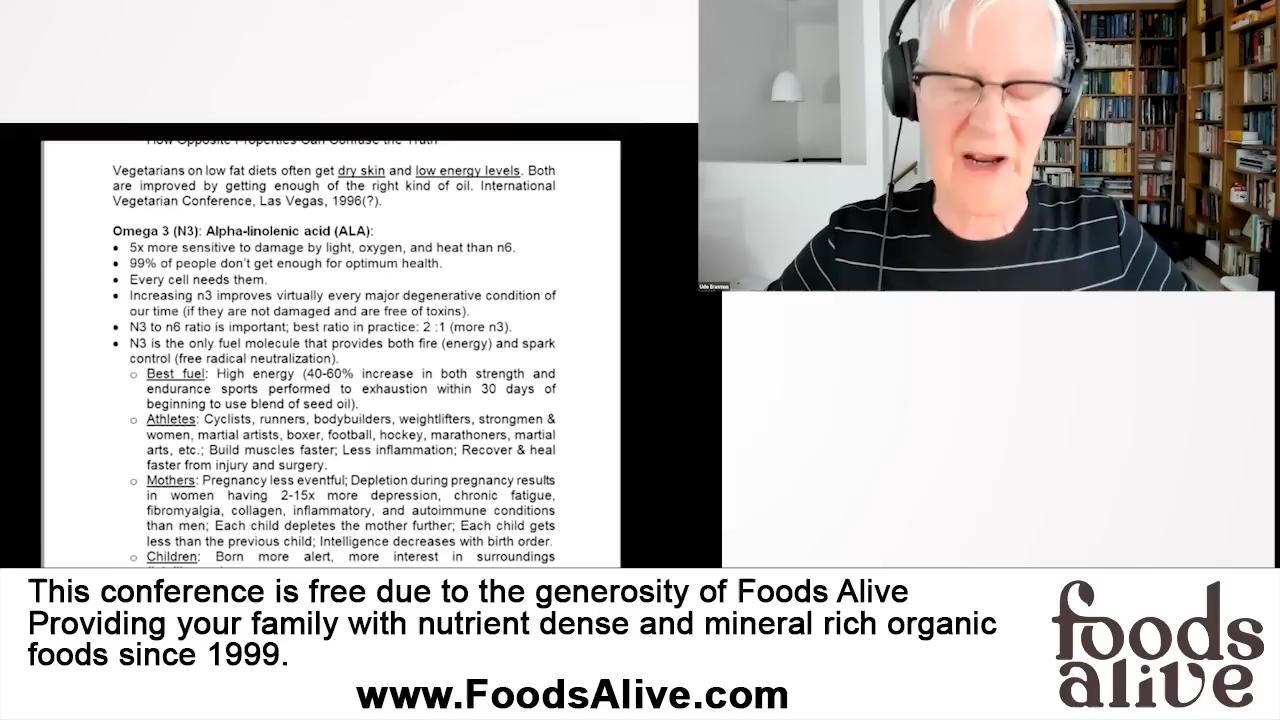 How Opposite Properties Can Confuse the Truth
Vegetarians on low fat diets often get dry skin and low energy levels. Both
are improved by getting enough of the right kind of oil. International
Vegetarian Conference, Las Vegas, 1996(?).
Omega 3 (N3): Alpha-linolenic acid (ALA):
• 5x more sensitive to damage by light, oxygen, and heat than n6.
• 99% of people don't get enough for optimum health.
• Every cell needs them.
• Increasing n3 improves virtually every major degenerative condition of
our time (if they are not damaged and are free of toxins).
• N3 to n6 ratio is important; best ratio in practice: 2 :1 (more n3).
• N3 is the only fuel molecule that provides both fire (energy) and spark
control (free radical neutralization).
o Best fuel: High energy (40-60% increase in both strength and
endurance sports performed to exhaustion within 30 days of
beginning to use blend of seed oil).
o Athletes: Cyclists, runners, bodybuilders, weightlifters, strongmen &
women, martial artists, boxer, football, hockey, marathoners, martial
arts, etc.; Build muscles faster; Less inflammation; Recover & heal
faster from injury and surgery.
o Mothers: Pregnancy less eventful; Depletion during pregnancy results
in women having 2-15x more depression, chronic fatigue,
fibromyalgia, collagen, inflammatory, and autoimmune conditions
than men; Each child depletes the mother further; Each child gets
less than the previous child; Intelligence decreases with birth order.
o Children: Born more alert, more interest in surroundings
Udo Erasmus
This conference is free due to the generosity of Foods Alive
Providing your family with nutrient dense and mineral rich organic
foods since 1999.
www.FoodsAlive.com
foods
alive